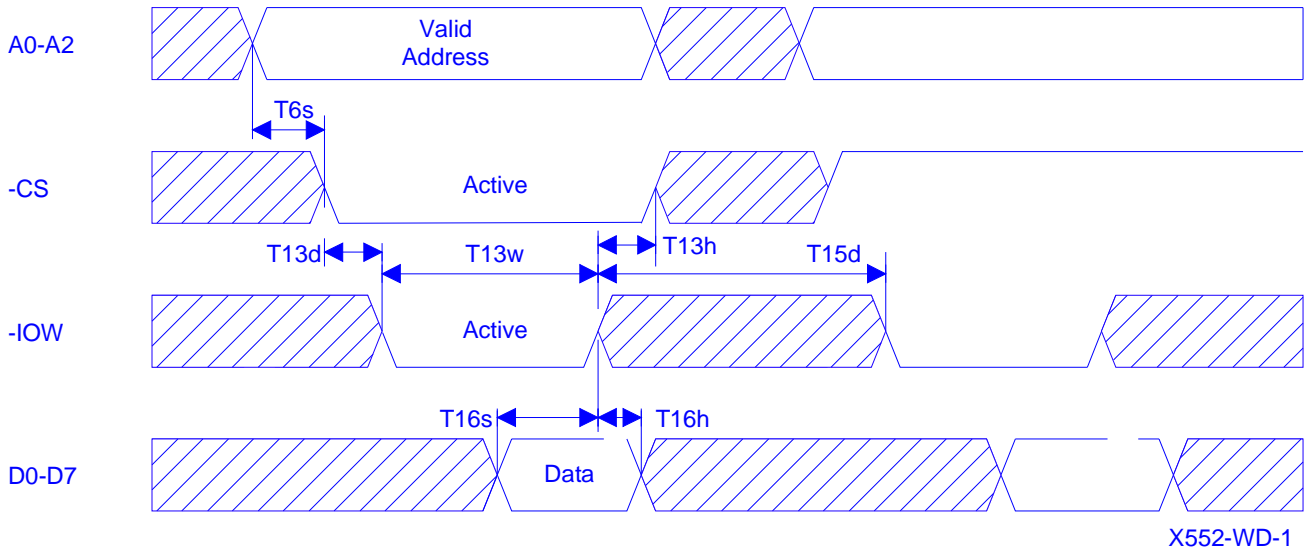 A0-A2
Valid
Address
T6s
-CS
Active
T13d
T13w
T13h
T15d
-IOW
Active
T16s
T16h
D0-D7
Data
X552-WD-1